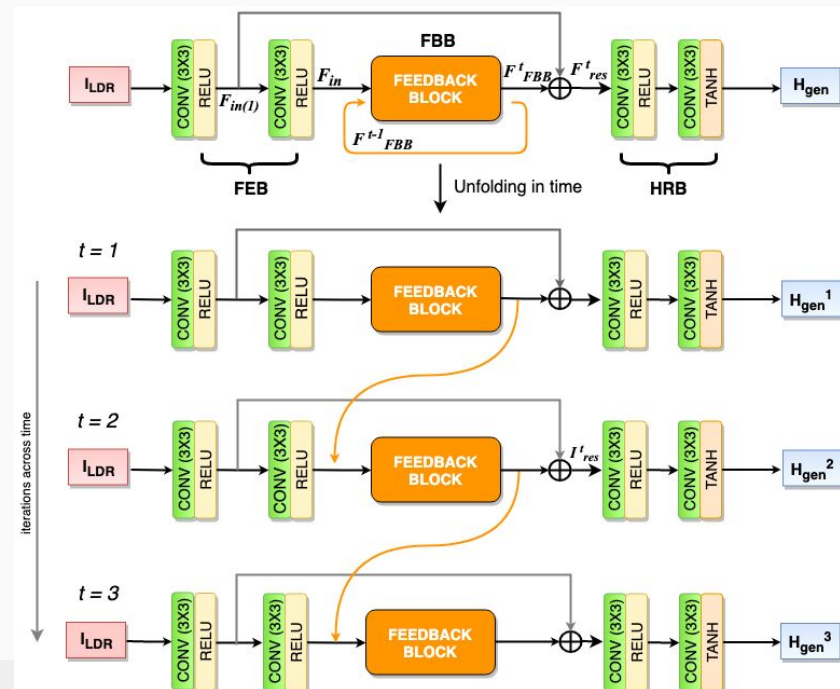 FBB
I_LDR
CONV (3X3)
RELU
F_in(1)
CONV (3X3)
RELU
F_in
FEEDBACK
BLOCK
F^t_FBB
F^t_res
CONV (3X3)
RELU
CONV (3X3)
TANH
H_gen
F^t-1_FBB
FEB
HRB
Unfolding in time
iterations across time
t = 1
I_LDR
CONV (3X3)
RELU
CONV (3X3)
RELU
FEEDBACK
BLOCK
CONV (3X3)
RELU
CONV (3X3)
TANH
H_gen^1
t = 2
I_LDR
CONV (3X3)
RELU
CONV (3X3)
RELU
FEEDBACK
BLOCK
I^t_res
CONV (3X3)
RELU
CONV (3X3)
TANH
H_gen^2
t = 3
I_LDR
CONV (3X3)
RELU
CONV (3X3)
RELU
FEEDBACK
BLOCK
CONV (3X3)
RELU
CONV (3X3)
TANH
H_gen^3